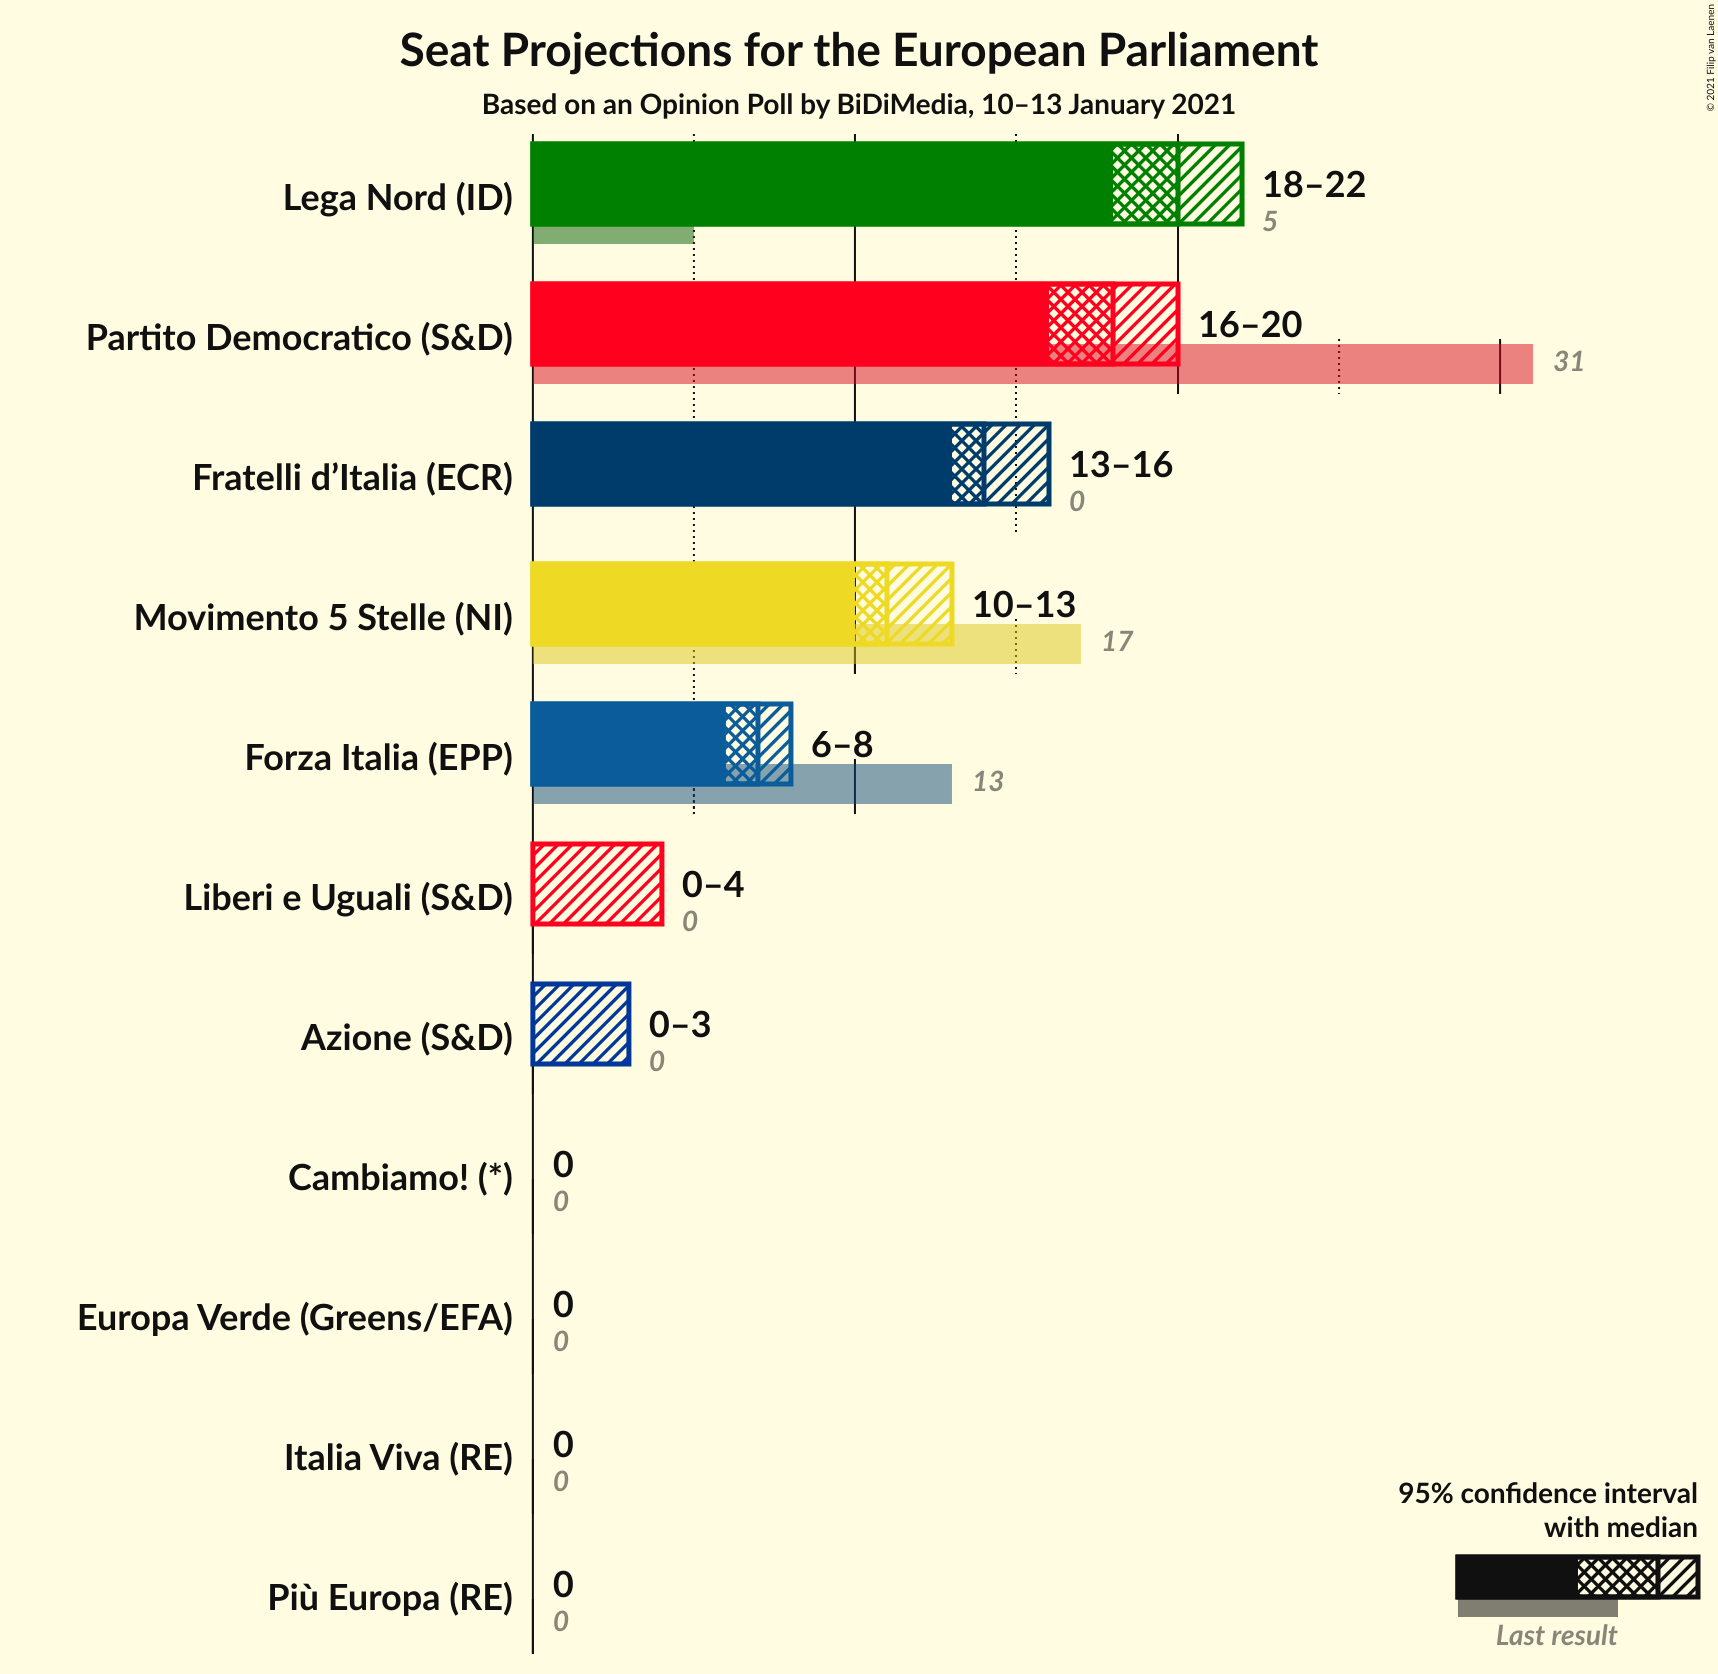 Seat Projections for the European Parliament
Based on an Opinion Poll by BiDiMedia, 10–13 January 2021
© 2021 Filip van Laenen
Lega Nord (ID)
18–22
5
Partito Democratico (S&D)
16–20
31
Fratelli d’Italia (ECR)
13–16
0
Movimento 5 Stelle (NI)
10–13
17
Forza Italia (EPP)
6–8
13
Liberi e Uguali (S&D)
0–4
0
Azione (S&D)
0–3
0
Cambiamo! (*)
0
0
Europa Verde (Greens/EFA)
0
0
Italia Viva (RE)
0
0
Più Europa (RE)
0
0
95% confidence interval
with median
Last result